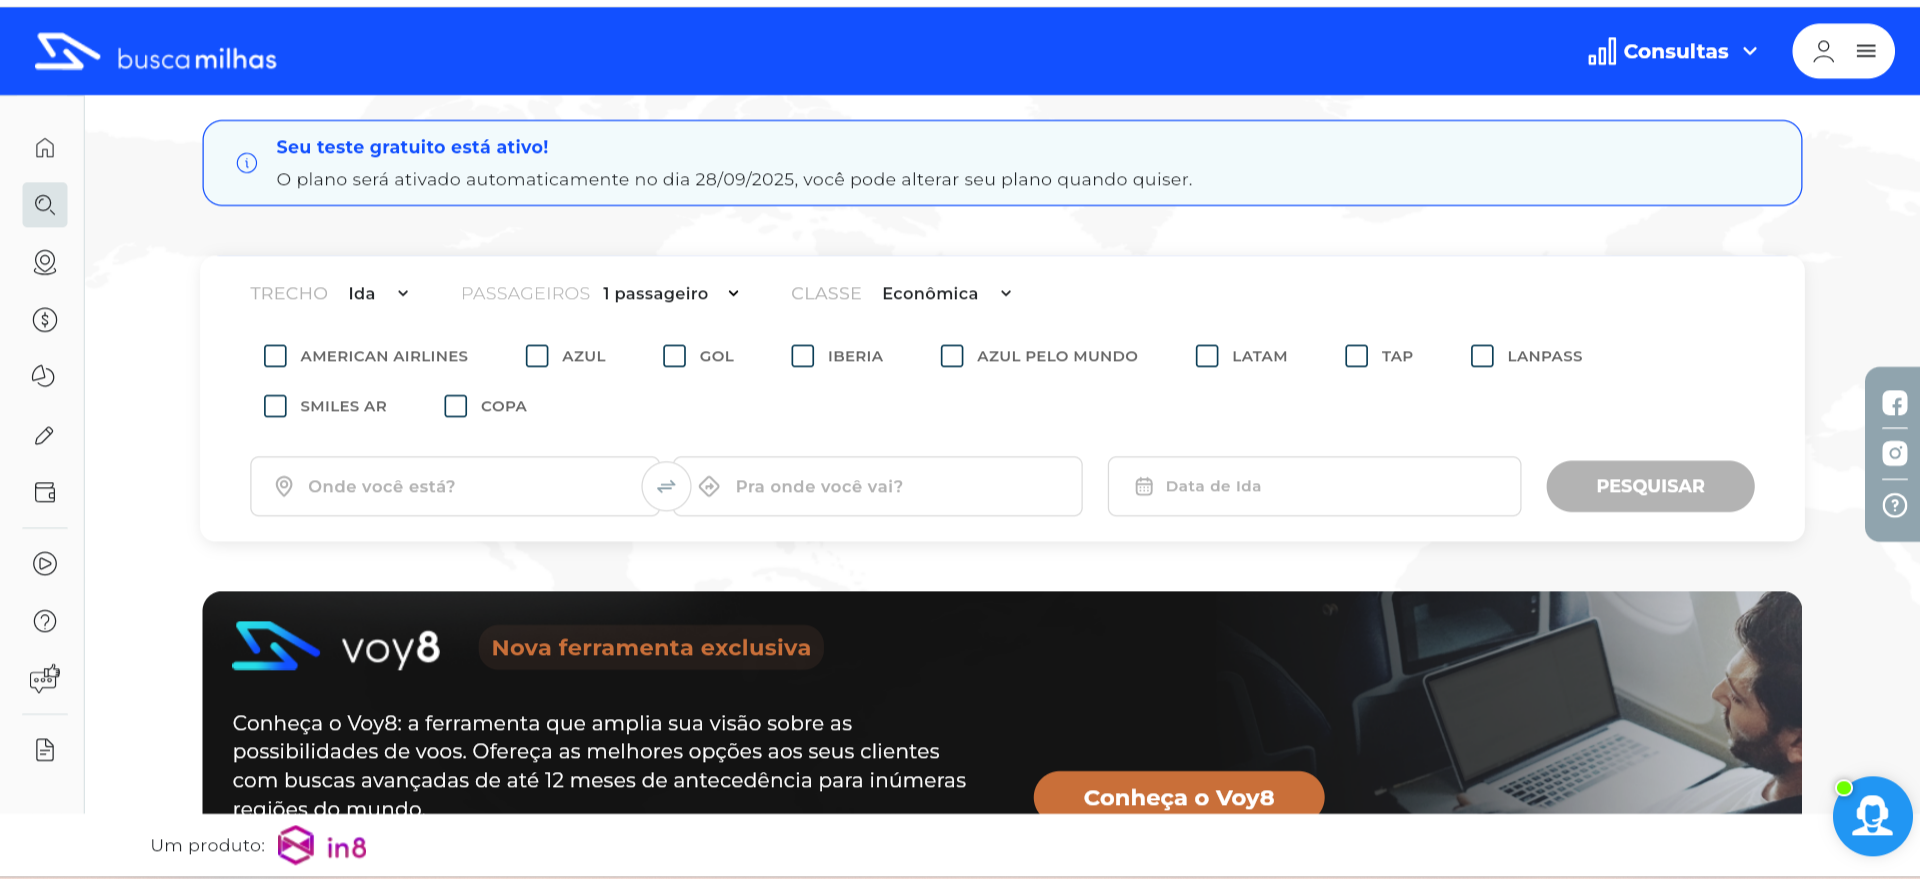 buscamilhas
Consultas
Seu teste gratuito está ativo!
O plano será ativado automaticamente no dia 28/09/2025, você pode alterar seu plano quando quiser.
TRECHO Ida PASSAGEIROS 1 passageiro CLASSE Econômica
AMERICAN AIRLINES AZUL GOL IBERIA AZUL PELO MUNDO LATAM TAP LANPASS
SMILES AR COPA
Onde você está? Pra onde você vai? Data de Ida PESQUISAR
voy8 Nova ferramenta exclusiva
Conheça o Voy8: a ferramenta que amplia sua visão sobre as
possibilidades de voos. Ofereça as melhores opções aos seus clientes
com buscas avançadas de até 12 meses de antecedência para inúmeras
regiões do mundo.
Conheça o Voy8
Um produto: in8